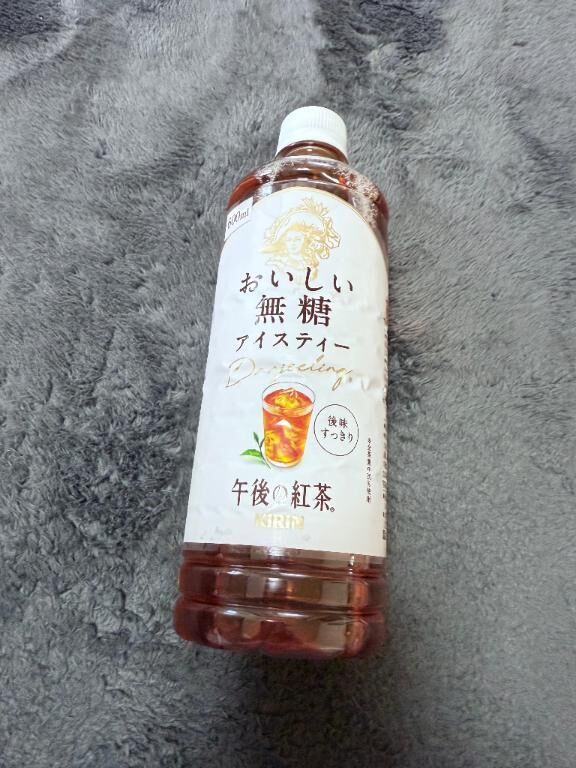 600ml
おいしい
無糖
アイスティー
Darjeeling
後味
すっきり
午後の紅茶®
KIRIN